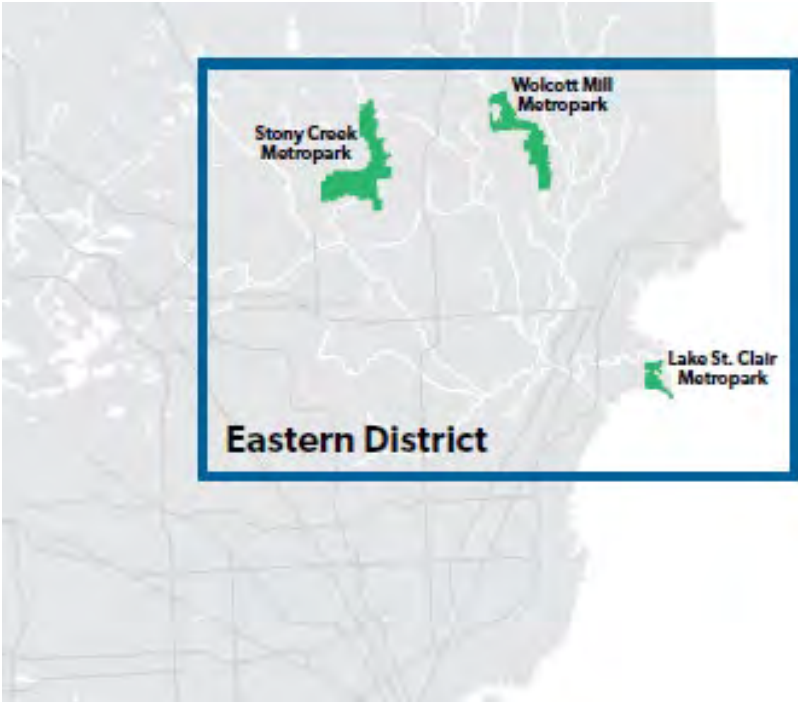 Wolcott Mill
Metropark
Stony Creek
Metropark
Lake St. Clair
Metropark
Eastern District